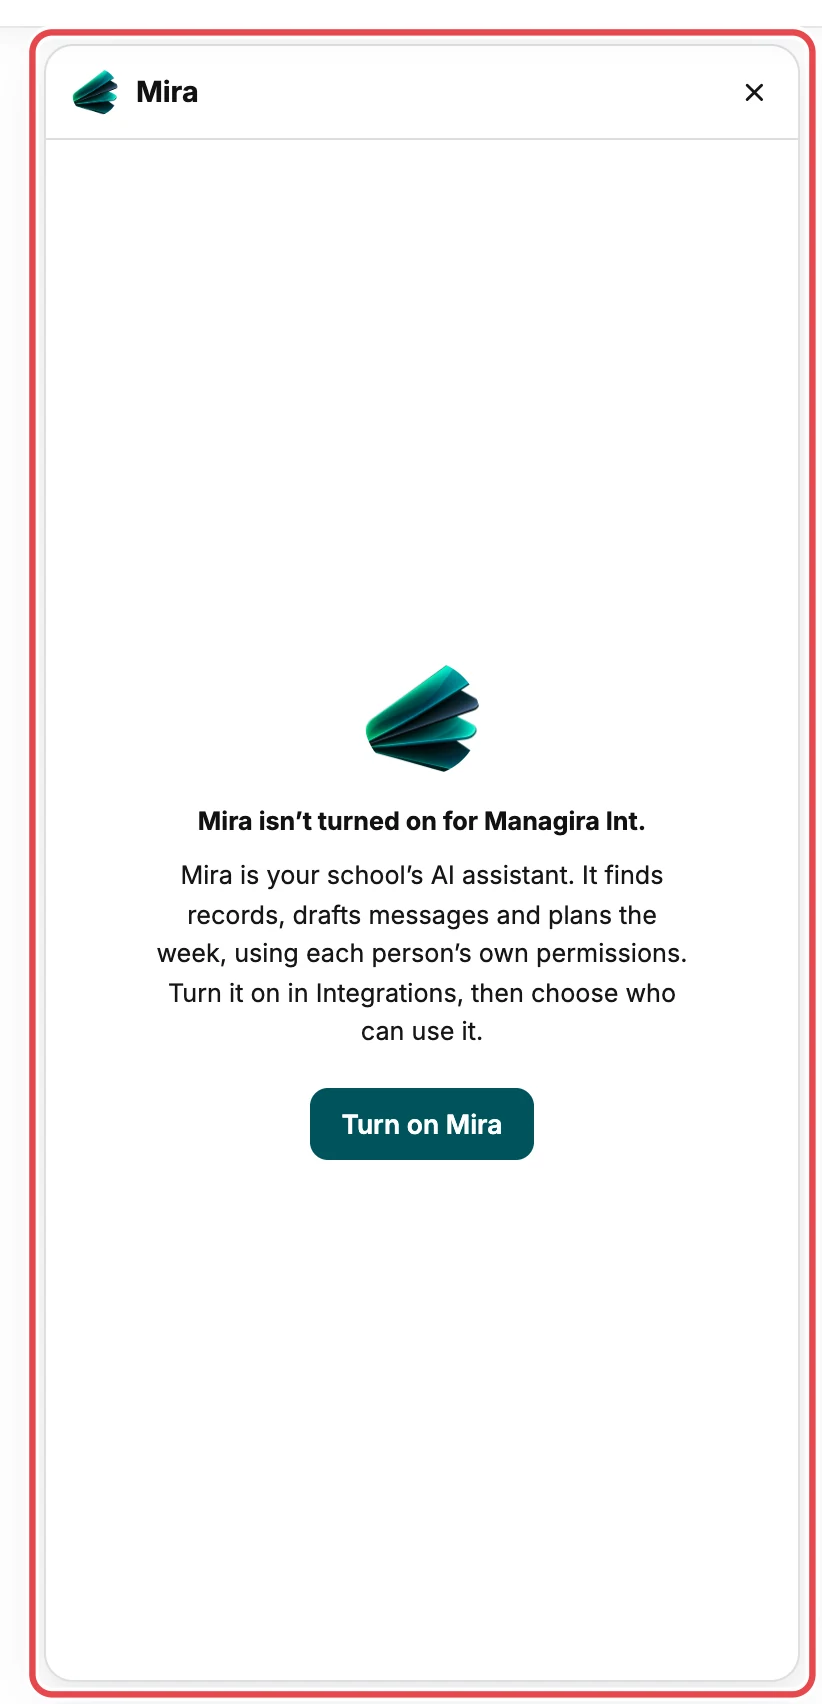 Mira
Mira isn’t turned on for Managira Int.
Mira is your school’s AI assistant. It finds
records, drafts messages and plans the
week, using each person’s own permissions.
Turn it on in Integrations, then choose who
can use it.
Turn on Mira